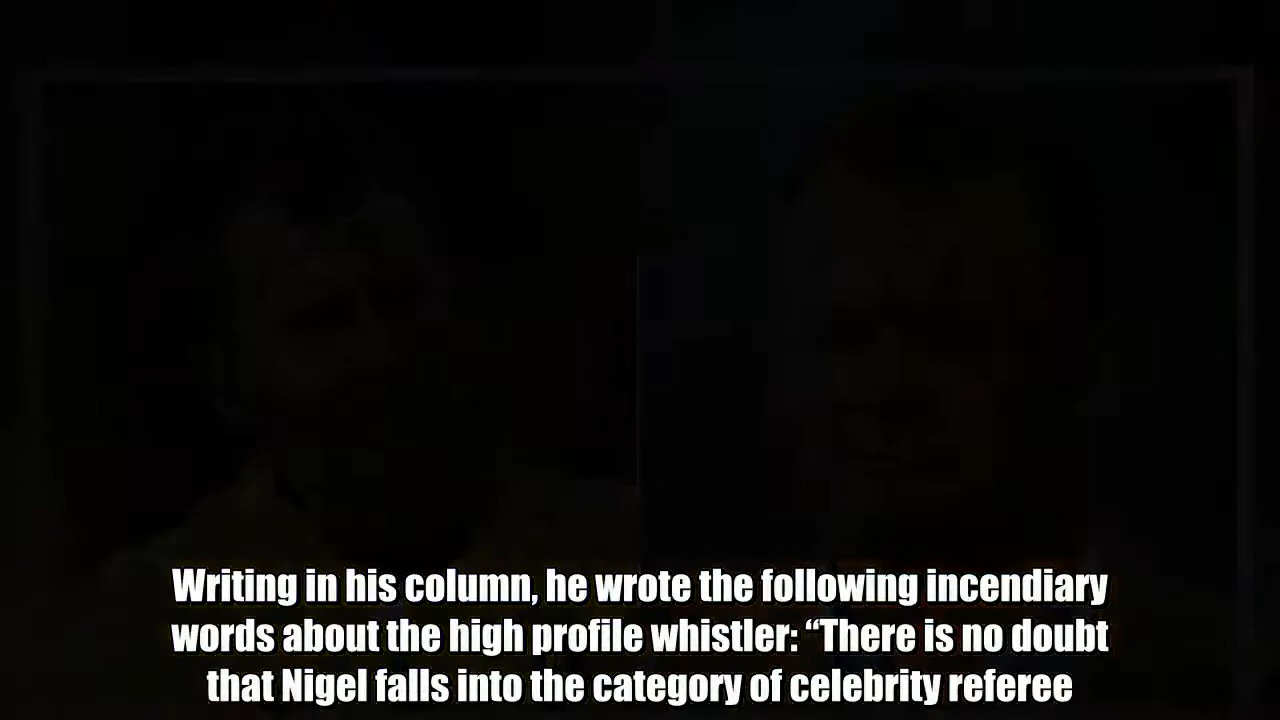 Writing in his column, he wrote the following incendiary
words about the high profile whistler: “There is no doubt
that Nigel falls into the category of celebrity referee